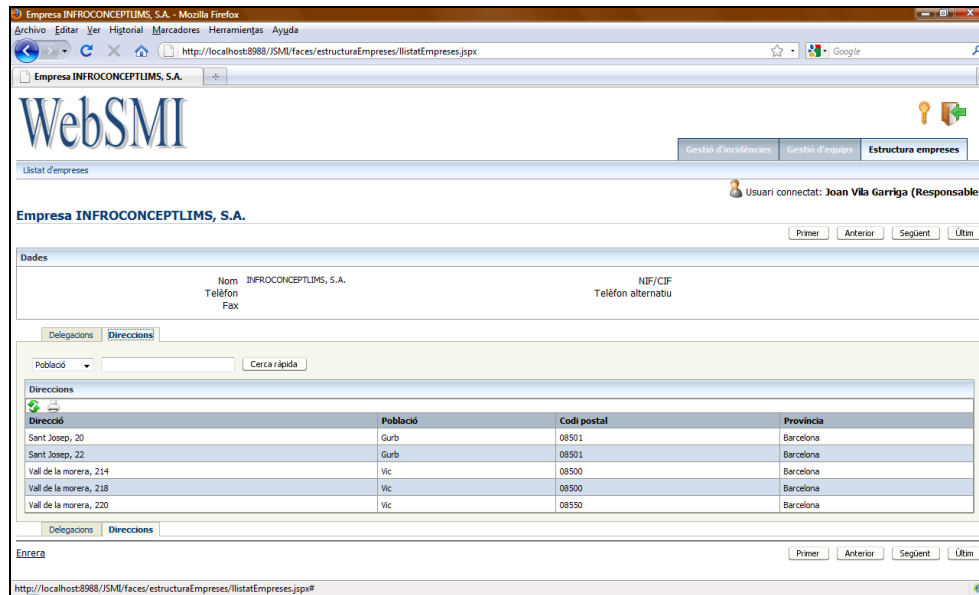 Empresa INFROCONCEPTLIMS, S.A. - Mozilla Firefox
Archivo Editar Ver Historial Marcadores Herramientas Ayuda
http://localhost:8988/JSMI/faces/estructuraEmpreses/llistatEmpreses.jspx
Google
Empresa INFROCONCEPTLIMS, S.A.
WebSMI
Gestió d'incidències Gestió d'equips Estructura empreses
Llistat d'empreses
Usuari connectat: Joan Vila Garriga (Responsable
Empresa INFROCONCEPTLIMS, S.A.
Primer Anterior Següent Últim
Dades
Nom INFROCONCEPTLIMS, S.A. NIF/CIF
Telèfon Telèfon alternatiu
Fax
Delegacions Direccions
Població Cerca ràpida
Direccions
Direcció Població Codi postal Província
Sant Josep, 20 Gurb 08501 Barcelona
Sant Josep, 22 Gurb 08501 Barcelona
Vall de la morera, 214 Vic 08500 Barcelona
Vall de la morera, 218 Vic 08500 Barcelona
Vall de la morera, 220 Vic 08550 Barcelona
Delegacions Direccions
Enrera Primer Anterior Següent Últim
http://localhost:8988/JSMI/faces/estructuraEmpreses/llistatEmpreses.jspx#